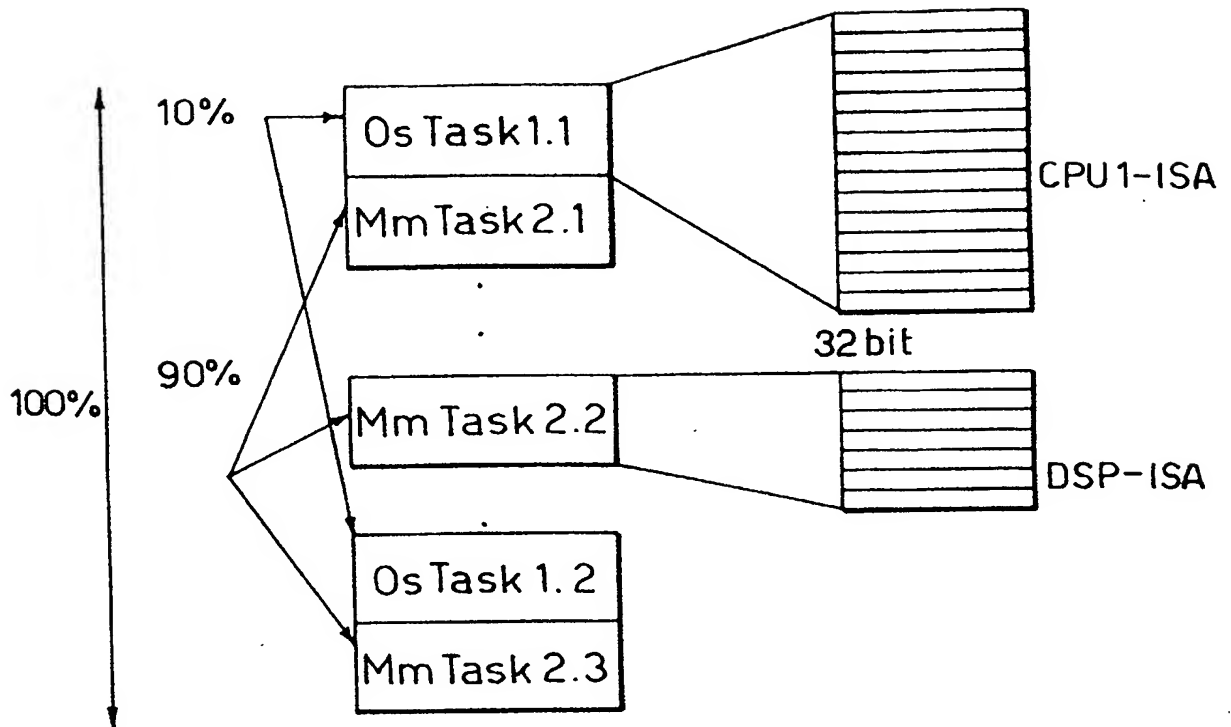 10%
Os Task 1.1
CPU1-ISA
Mm Task 2.1
32 bit
90%
100%
Mm Task 2.2
DSP-ISA
Os Task 1.2
Mm Task 2.3